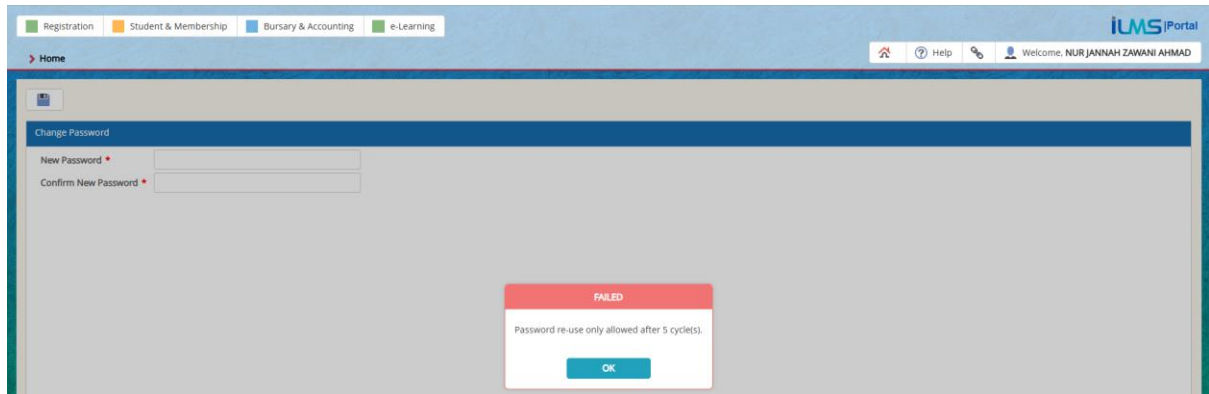 Registration Student & Membership Bursary & Accounting e-Learning
iLMS|Portal
Home
Help Welcome, NUR JANNAH ZAWANI AHMAD
Change Password
New Password *
Confirm New Password *
FAILED
Password re-use only allowed after 5 cycle(s).
OK